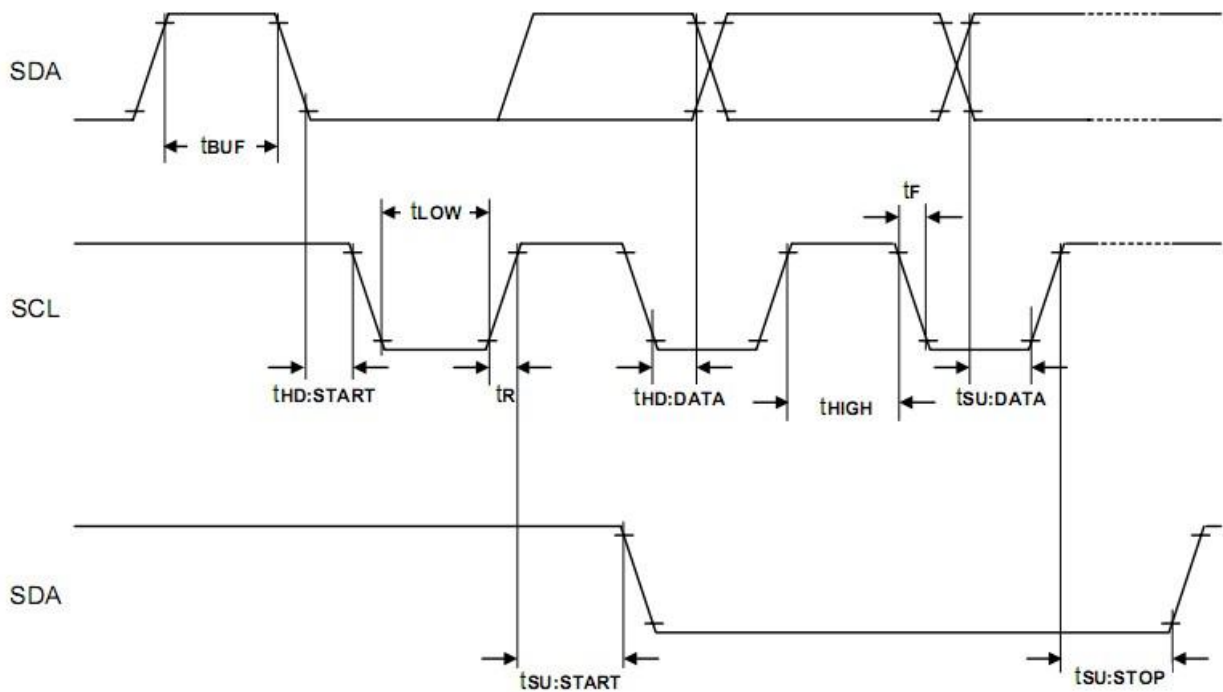 SDA
tBUF
tF
tLOW
SCL
tHD:START
tR
tHD:DATA
tHIGH
tSU:DATA
SDA
tSU:START
tSU:STOP